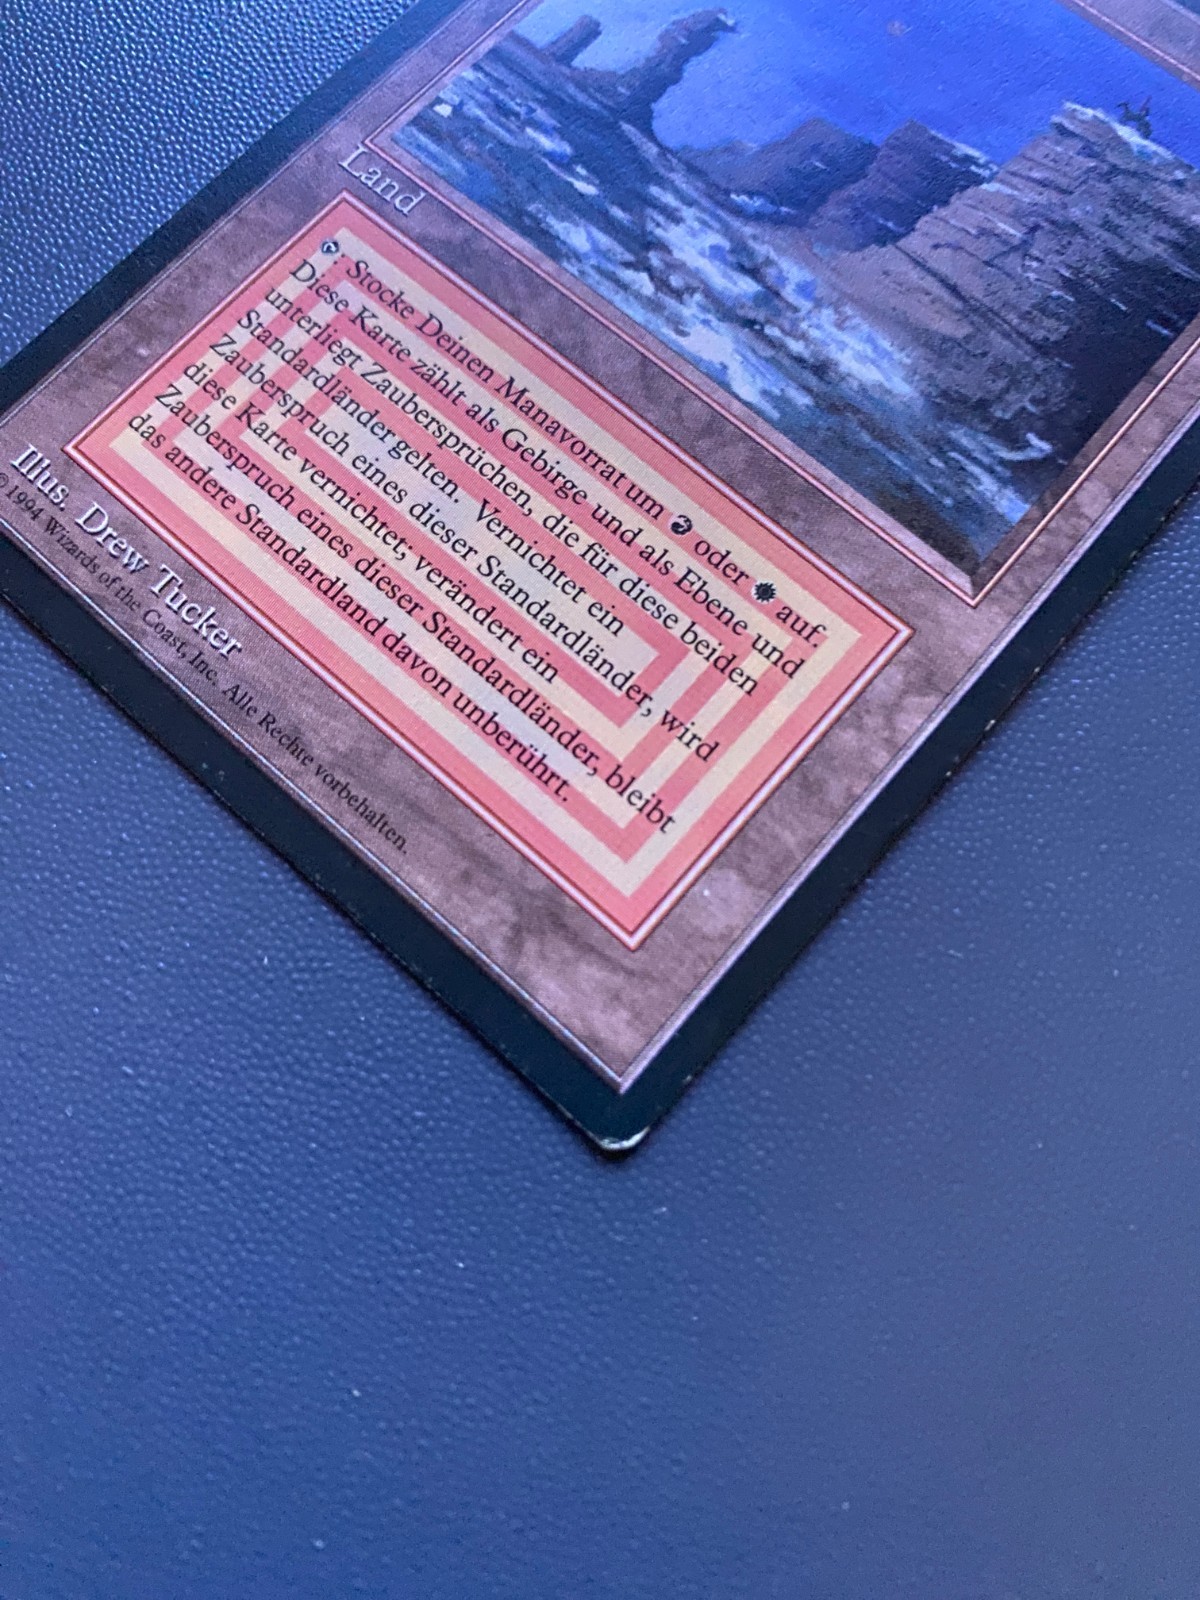 Land
Stocke Deinen Manavorrat um oder auf.
Diese Karte zählt als Gebirge und als Ebene und
unterliegt Zaubersprüchen, die für diese beiden
Standardländer gelten. Vernichtet ein
Zauberspruch eines dieser Standardländer, wird
diese Karte vernichtet; verändert ein
Zauberspruch eines dieser Standardländer, bleibt
das andere Standardland davon unberührt.
Illus. Drew Tucker
©1994 Wizards of the Coast, Inc. Alle Rechte vorbehalten.